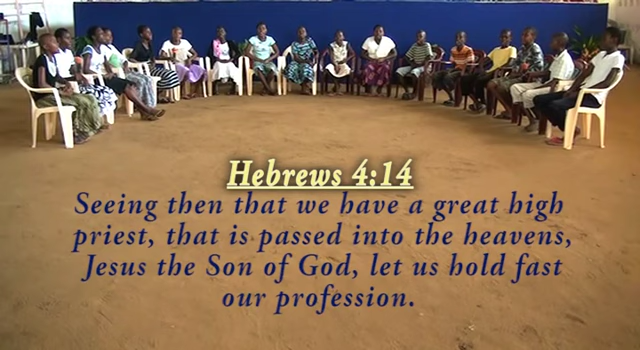 Hebrews 4:14
Seeing then that we have a great high
priest, that is passed into the heavens,
Jesus the Son of God, let us hold fast
our profession.